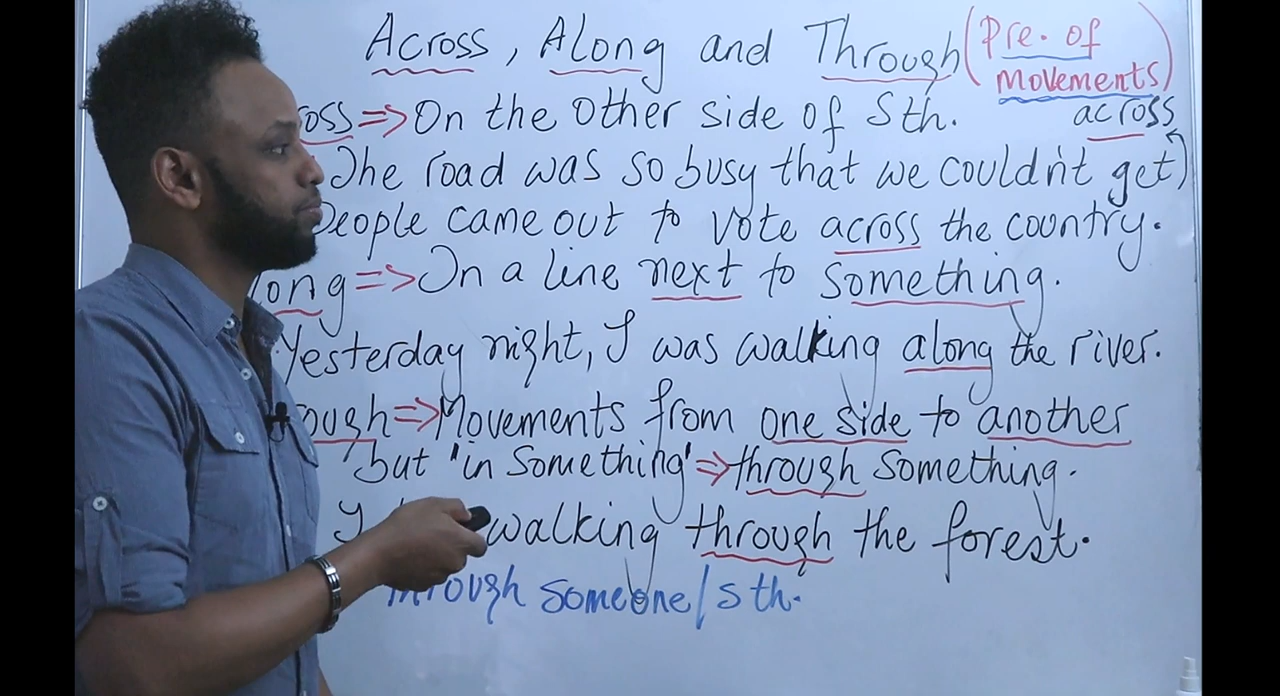 Across, Along and Through (Pre. of movements)
oss => On the other side of Sth.
The road was so busy that we couldn't get across
People came out to vote across the country.
ong => On a line next to something.
Yesterday night, I was walking along the river.
ough => Movements from one side to another
but "in something" => through something.
I walking through the forest.
through someone/sth.